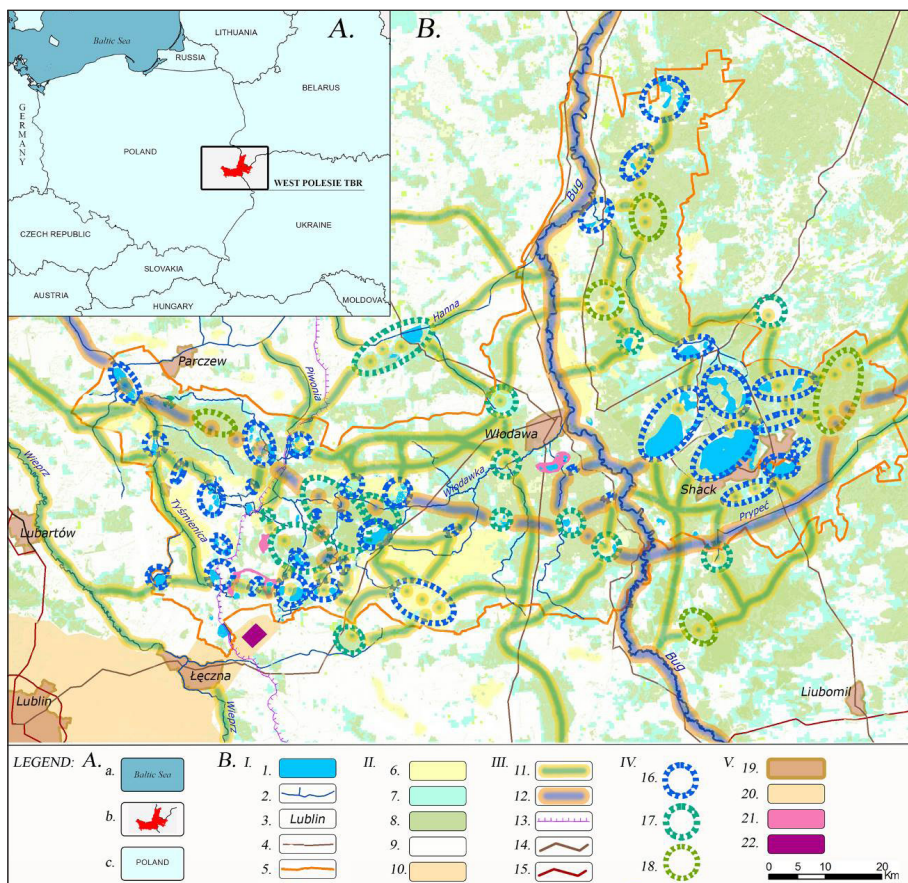 A.
B.
LITHUANIA
Baltic Sea
RUSSIA
BELARUS
GERMANY
POLAND
WEST POLESIE TBR
UKRAINE
CZECH REPUBLIC
SLOVAKIA
AUSTRIA
HUNGARY
MOLDOVA
Bug
Hanna
Parczew
Piwonia
Włodawa
Wieprz
Włodawka
Shack
Tyśmienica
Prypeć
Lubartów
Bug
Łęczna
Liubomil
Lublin
Wieprz
LEGEND: A. B. I. II. III. IV. V.
a. Baltic Sea
b.
c. POLAND
1.
2.
3. Lublin
4.
5.
6.
7.
8.
9.
10.
11.
12.
13.
14.
15.
16.
17.
18.
19.
20.
21.
22.
0 10 20
Km